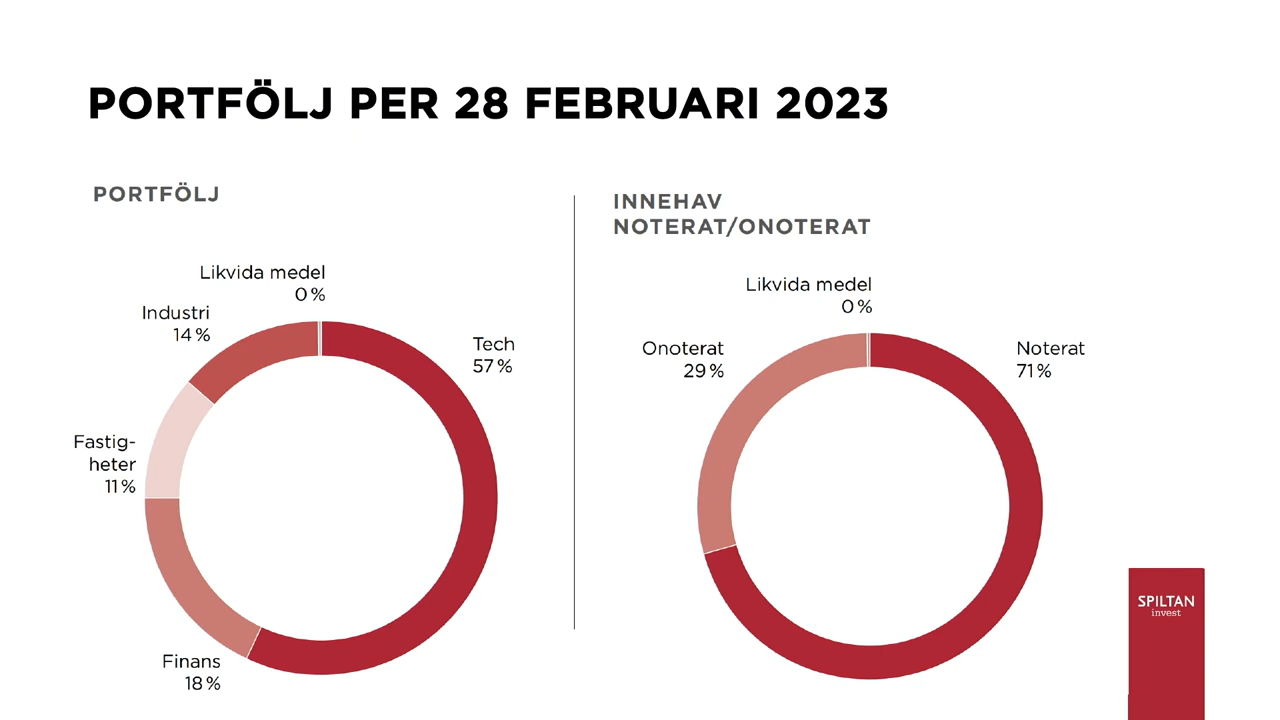 PORTFÖLJ PER 28 FEBRUARI 2023
PORTFÖLJ
Likvida medel
0 %
Industri
14 %
Tech
57 %
Fastig-
heter
11 %
Finans
18 %
INNEHAV
NOTERAT/ONOTERAT
Likvida medel
0 %
Onoterat
29 %
Noterat
71 %
SPILTAN
invest